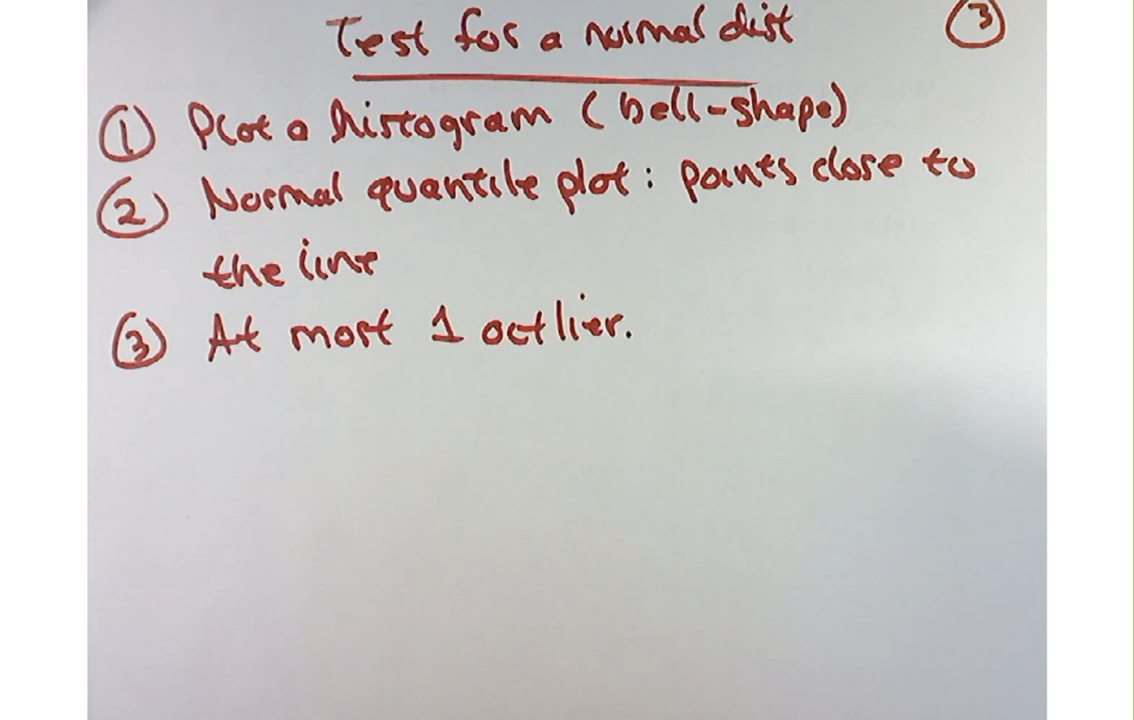 Test for a normal dist
③
① Plot a histogram (bell-shape)
② Normal quantile plot: points close to
the line
③ At most 1 outlier.